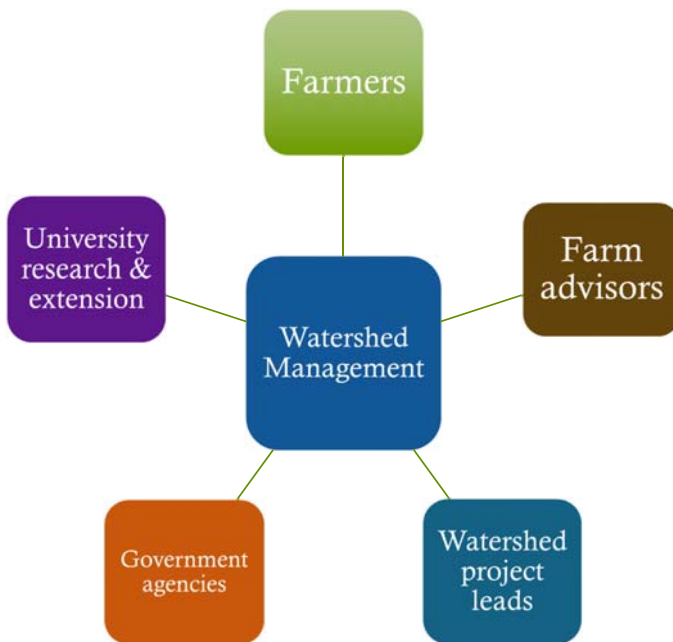 Farmers
University
research &
extension
Farm
advisors
Watershed
Management
Government
agencies
Watershed
project
leads